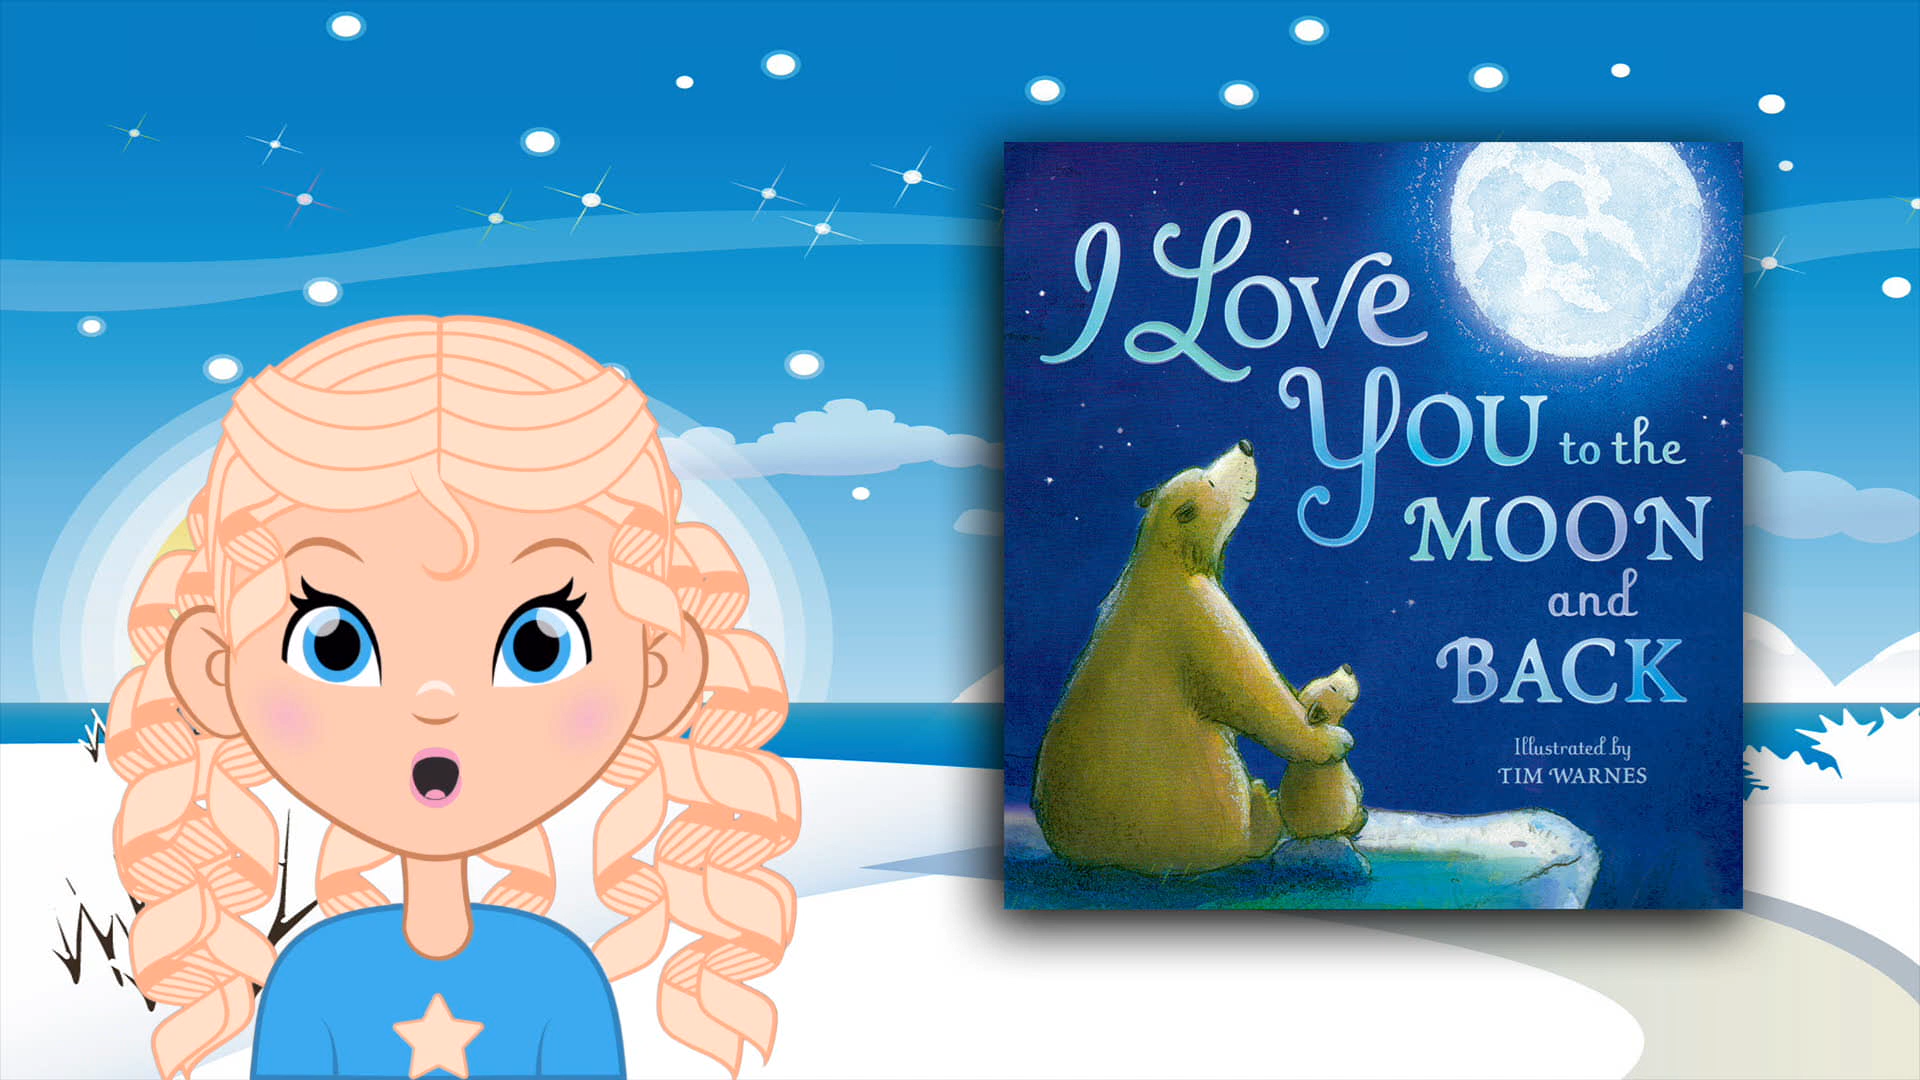 I Love
You to the
MOON
and
BACK
Illustrated by
TIM WARNES